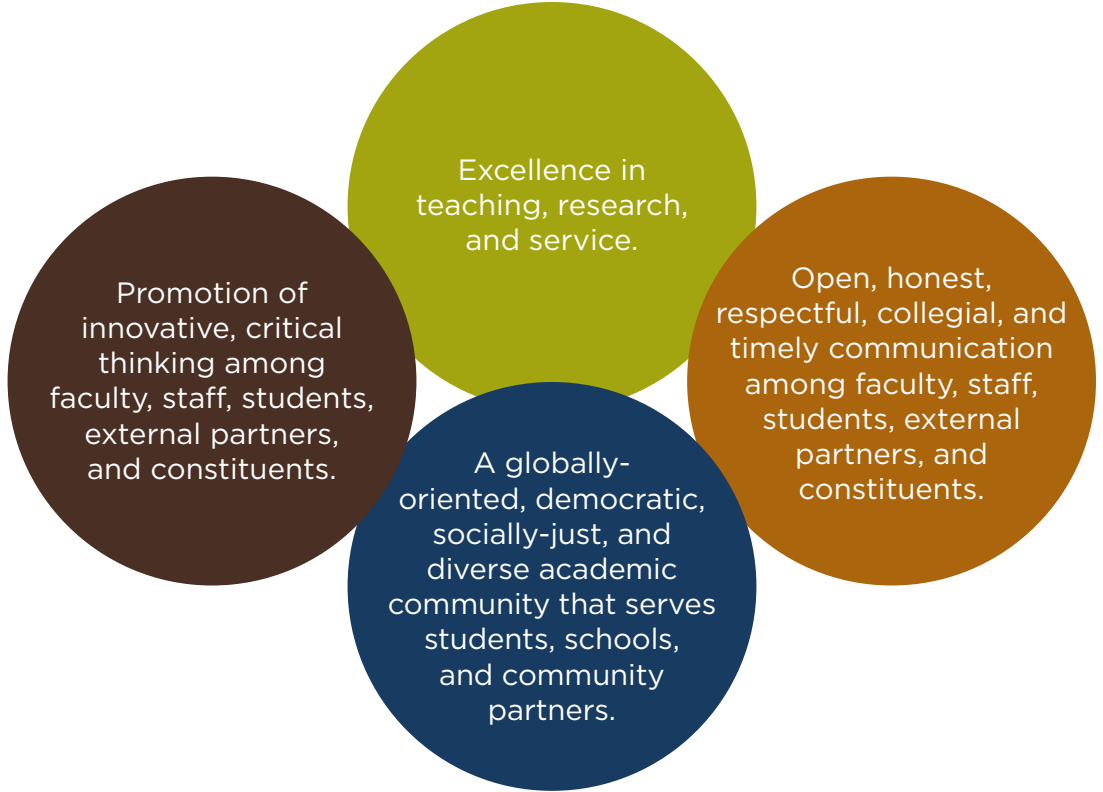 Excellence in
teaching, research,
and service.
Promotion of
innovative, critical
thinking among
faculty, staff, students,
external partners,
and constituents.
Open, honest,
respectful, collegial, and
timely communication
among faculty, staff,
students, external
partners, and
constituents.
A globally-
oriented, democratic,
socially-just, and
diverse academic
community that serves
students, schools,
and community
partners.